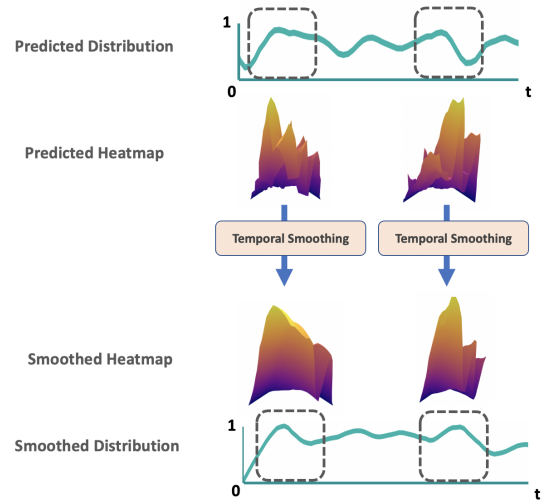 1
Predicted Distribution
0
t
Predicted Heatmap
Temporal Smoothing
Temporal Smoothing
Smoothed Heatmap
1
Smoothed Distribution
0
t